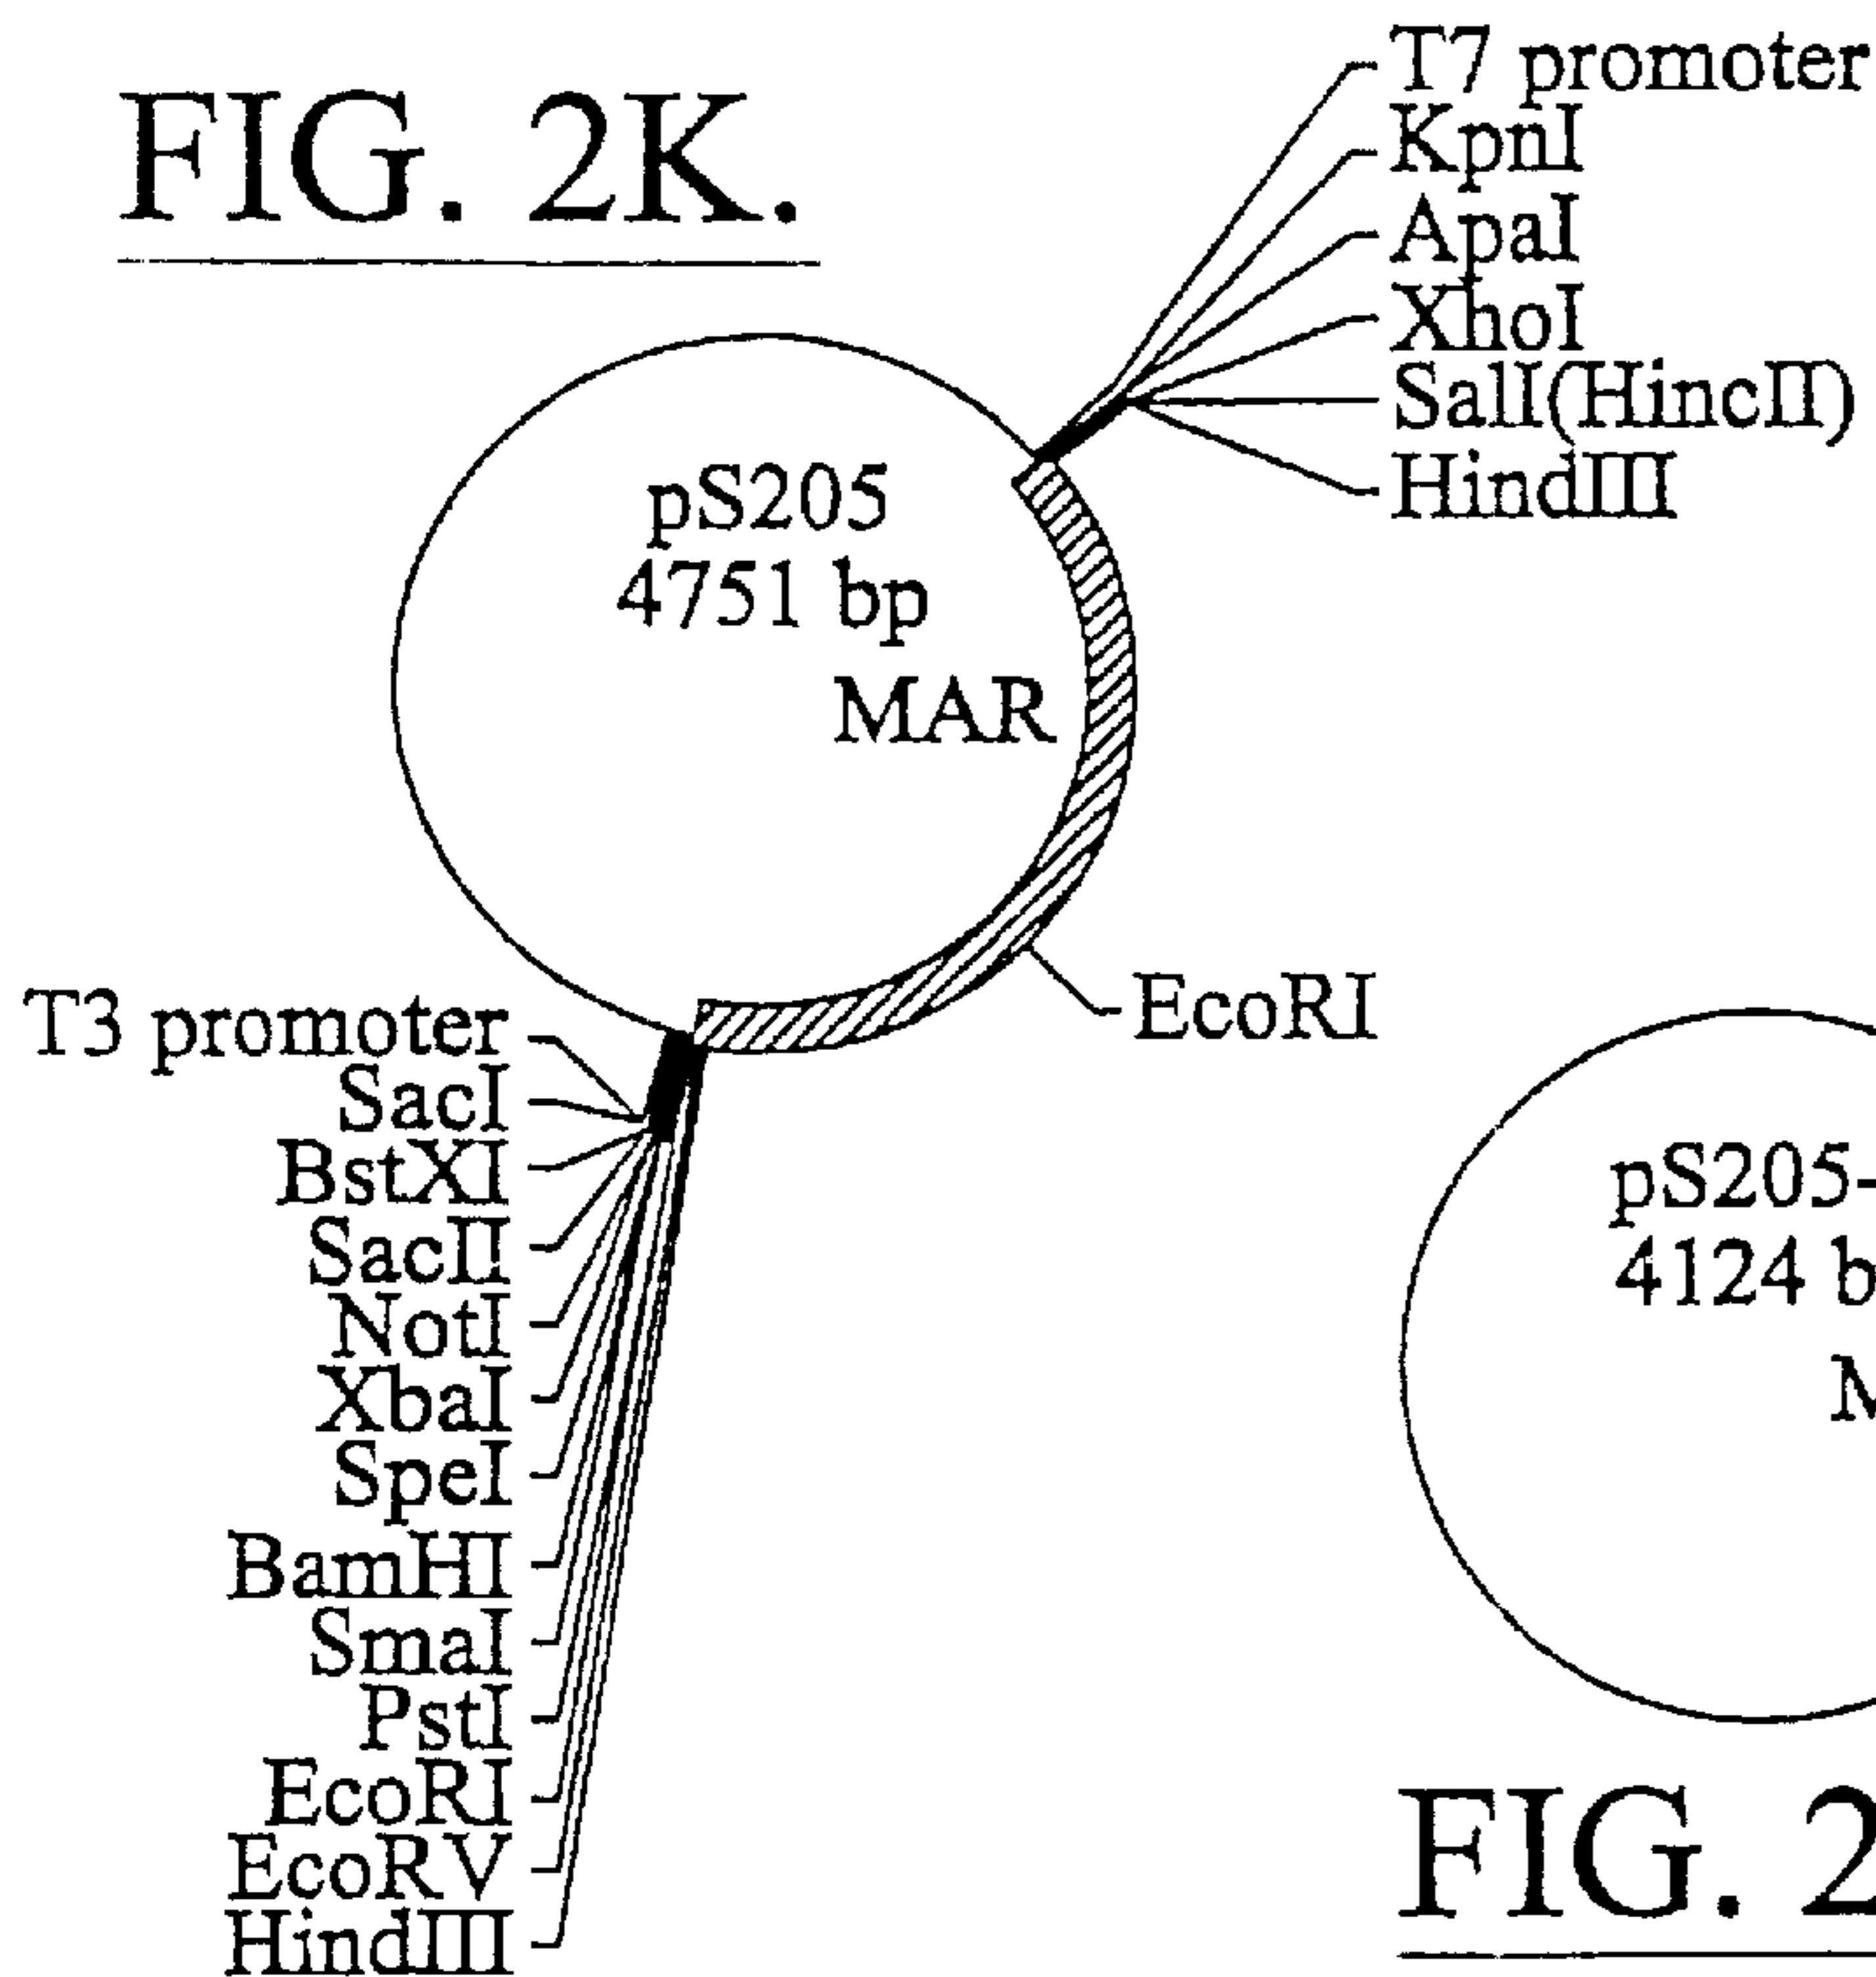 FIG. 2K.
T7 promoter
KpnI
ApaI
XhoI
SalI(HincII)
HindIII
pS205
4751 bp
MAR
EcoRI
T3 promoter
SacI
BstXI
SacII
NotI
XbaI
SpeI
BamHI
SmaI
PstI
EcoRI
EcoRV
HindIII
pS205-
4124 b
M
FIG. 2